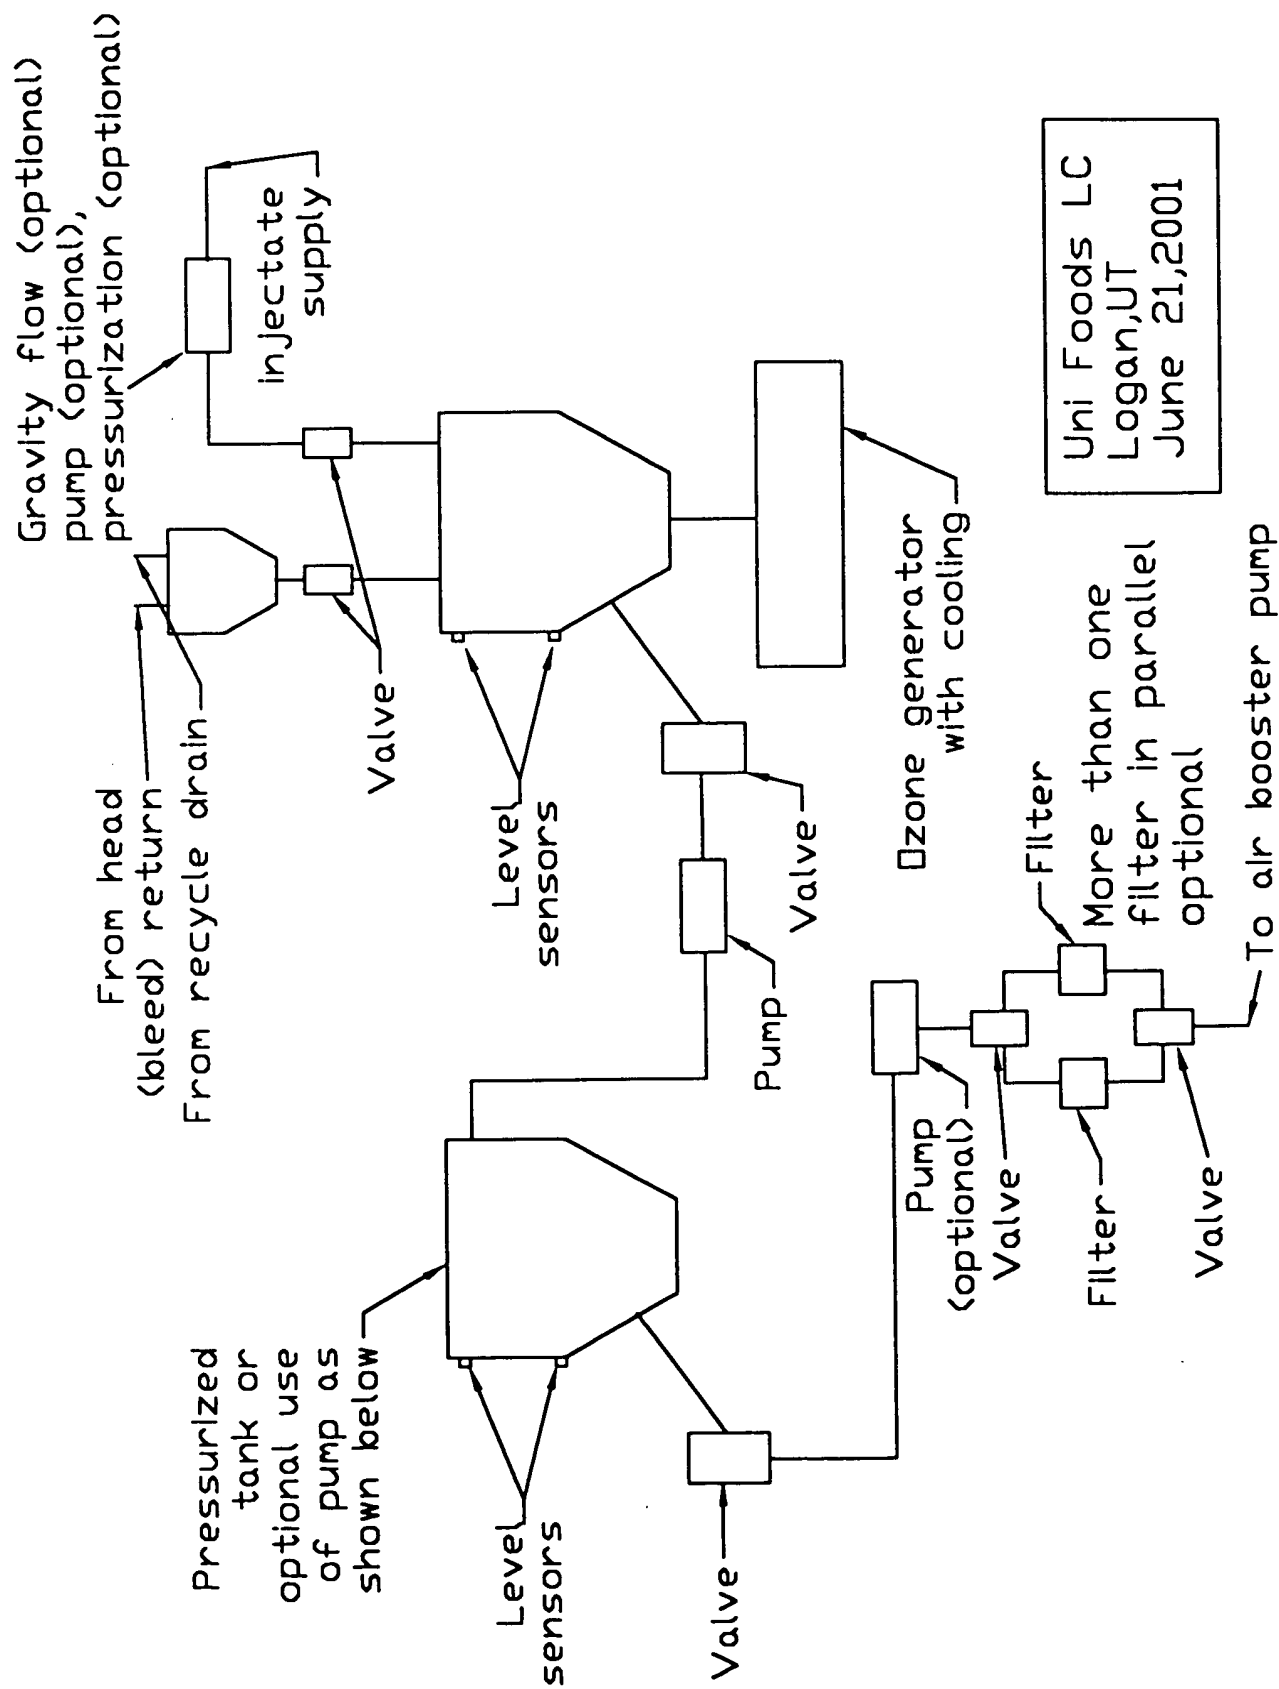 Gravity flow (optional)
pump (optional),
pressurization (optional)
From head
(bleed) return
From recycle drain
injectate
supply
Valve
Pressurized
tank or
optional use
of pump as
shown below
Level
sensors
Level
sensors
Valve
Pump
Valve
Ozone generator
with cooling
Pump
(optional)
Valve
Filter
Filter
More than one
filter in parallel
optional
Valve
To air booster pump
Uni Foods LC
Logan,UT
June 21,2001